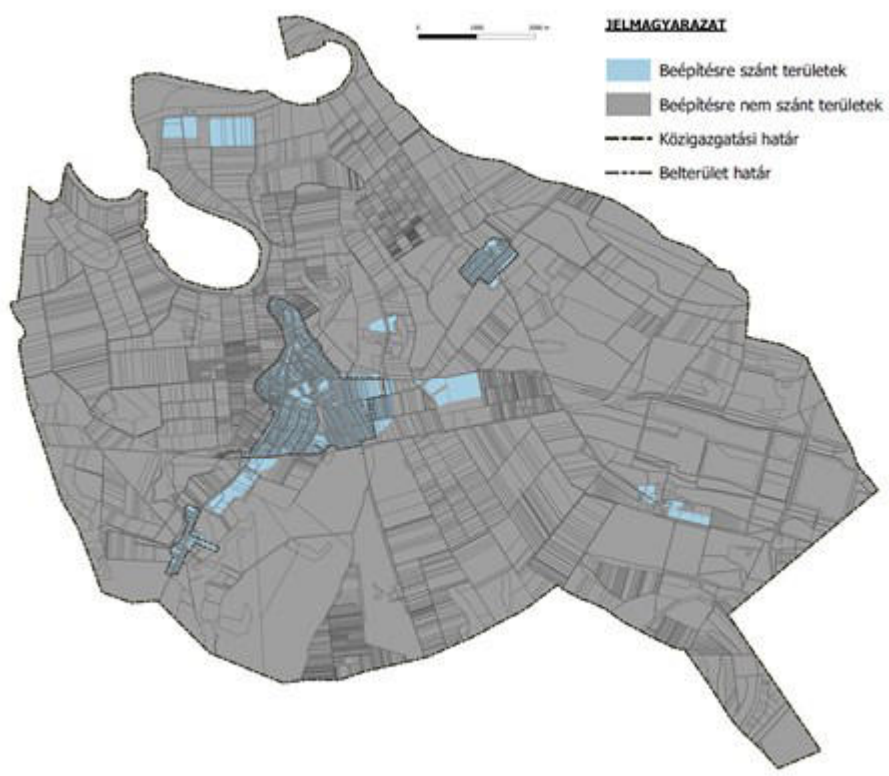 JELMAGYARAZAT
Beépítésre szánt területek
Beépítésre nem szánt területek
Közigazgatási határ
Belterület határ